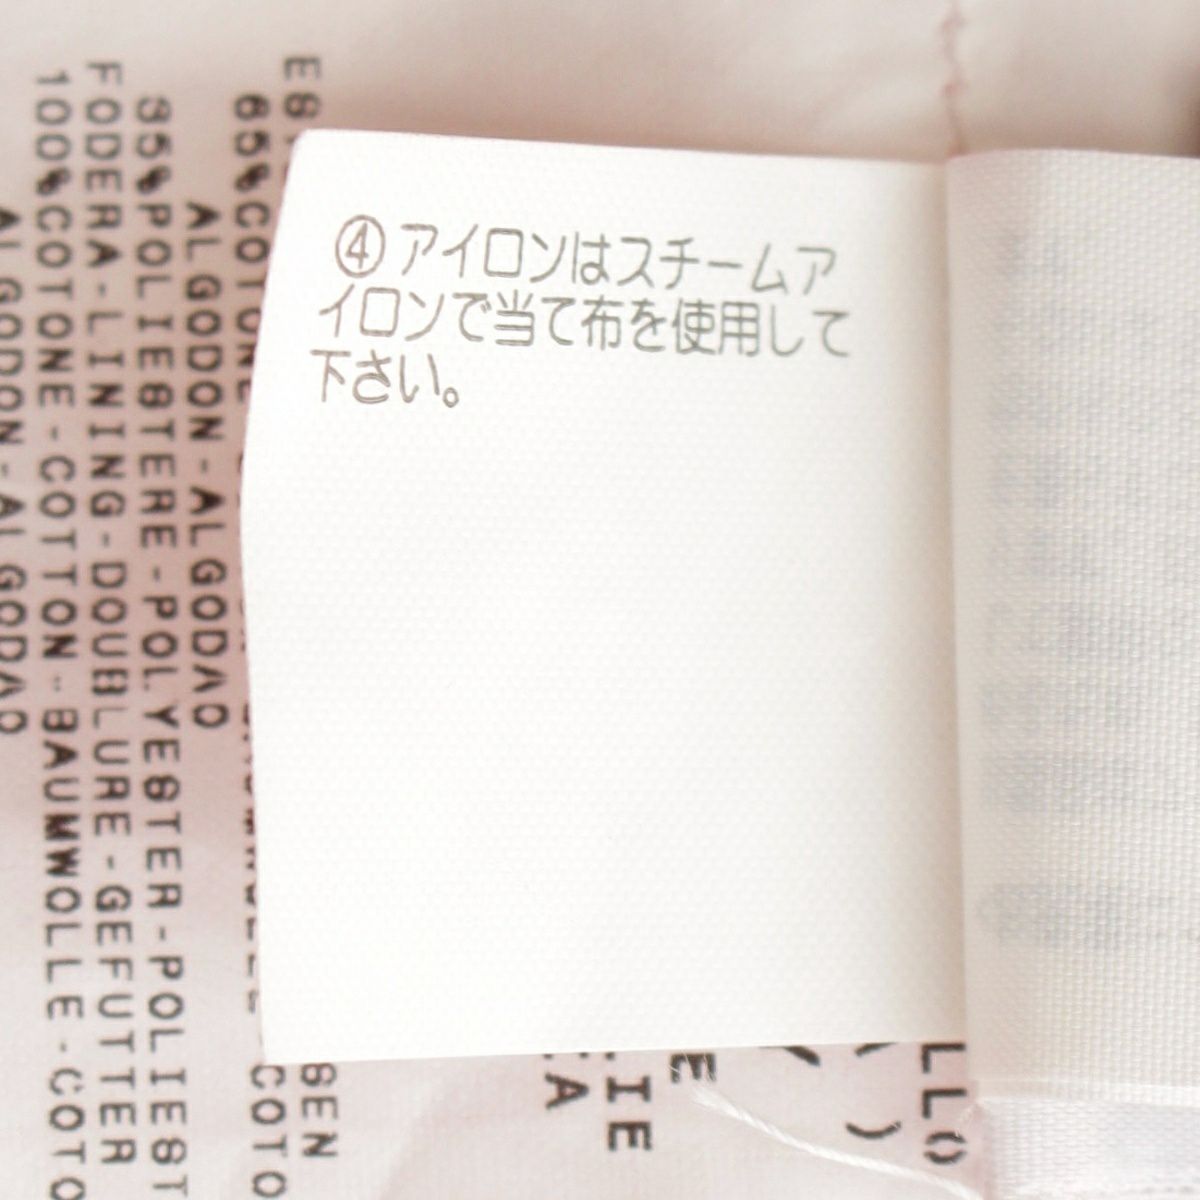 ④アイロンはスチームア
イロンで当て布を使用して
下さい。
65%COTONE
ALGODON-ALGODAO
35%POLIESTERE-POLYESTER-POLIEST
FODERA-LINING-DOUBLURE-GEFUTTER
100%COTONE-COTTON-BAUMWOLLE-COTO
ALGODON-ALGODAO